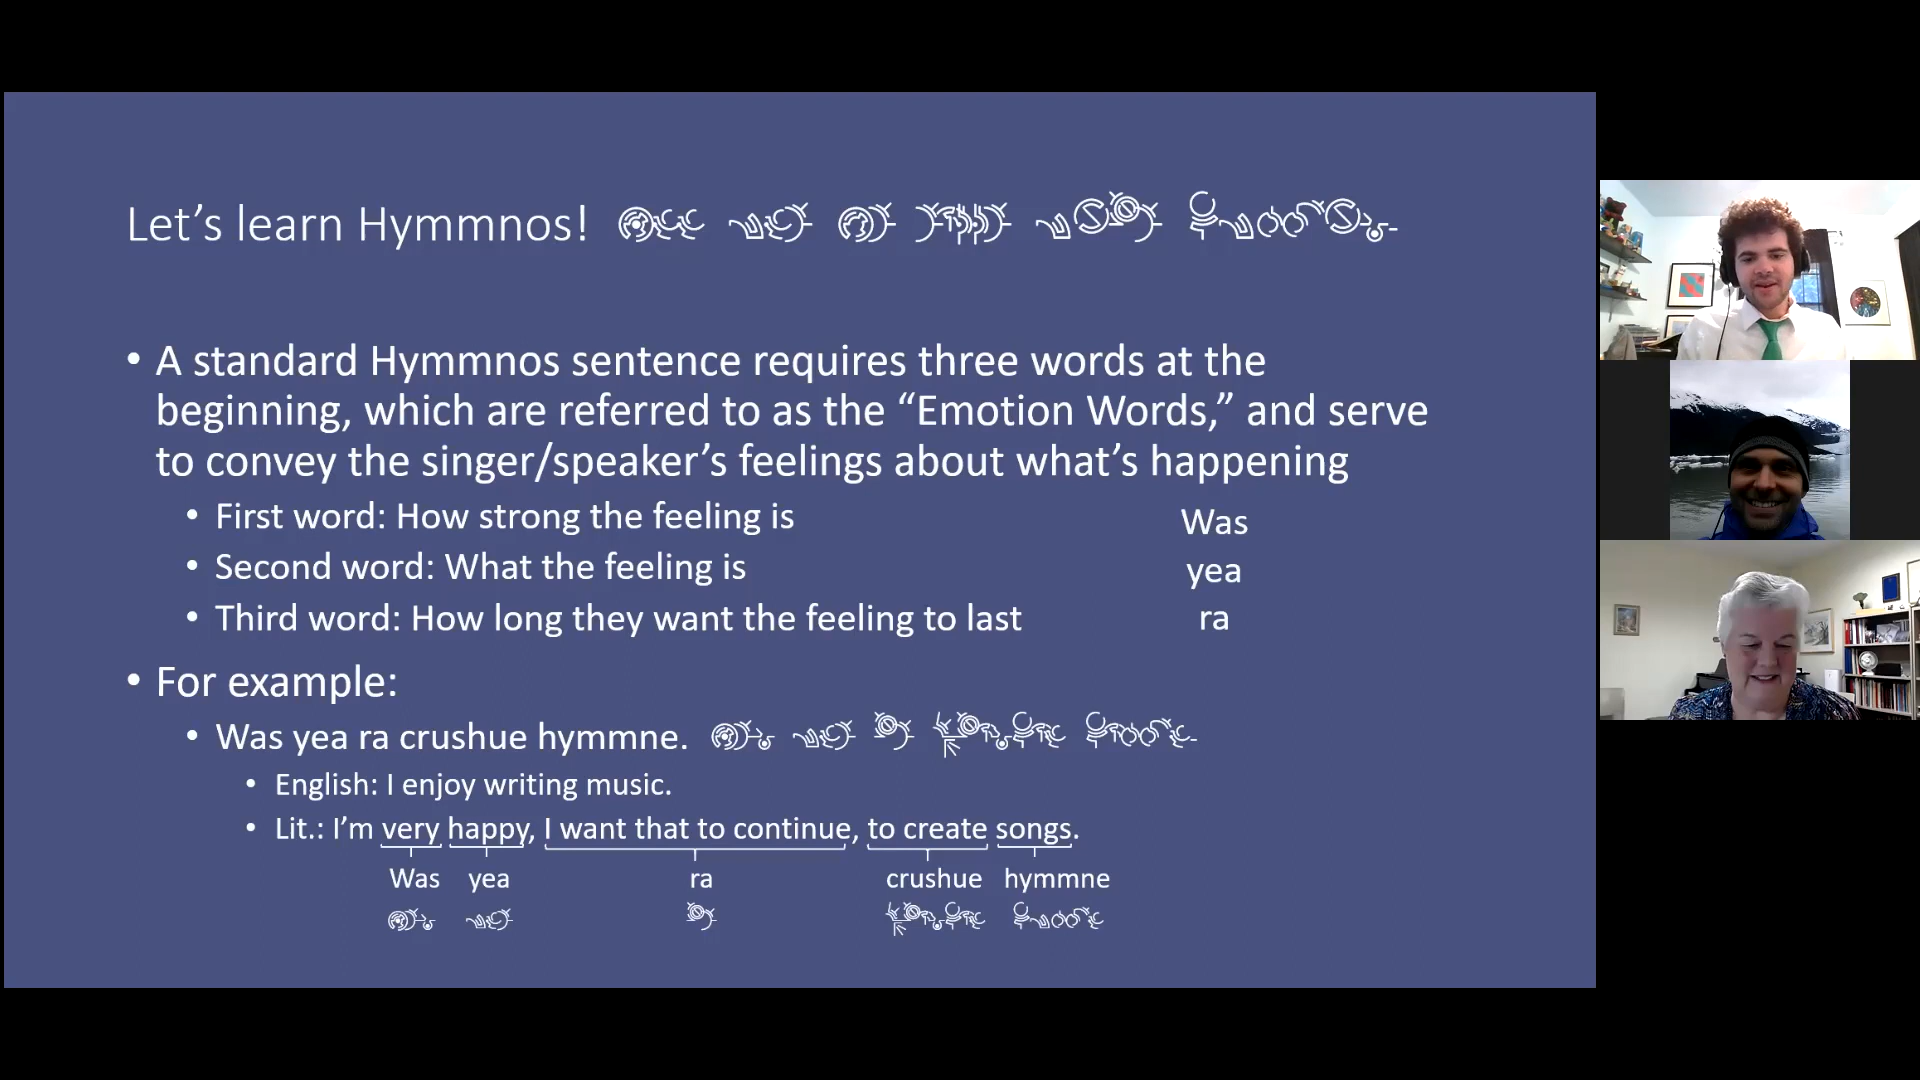 Let’s learn Hymmnos!
• A standard Hymmnos sentence requires three words at the
beginning, which are referred to as the “Emotion Words,” and serve
to convey the singer/speaker’s feelings about what’s happening
• First word: How strong the feeling is Was
• Second word: What the feeling is yea
• Third word: How long they want the feeling to last ra
• For example:
• Was yea ra crushue hymmne.
• English: I enjoy writing music.
• Lit.: I’m very happy, I want that to continue, to create songs.
Was yea ra crushue hymmne